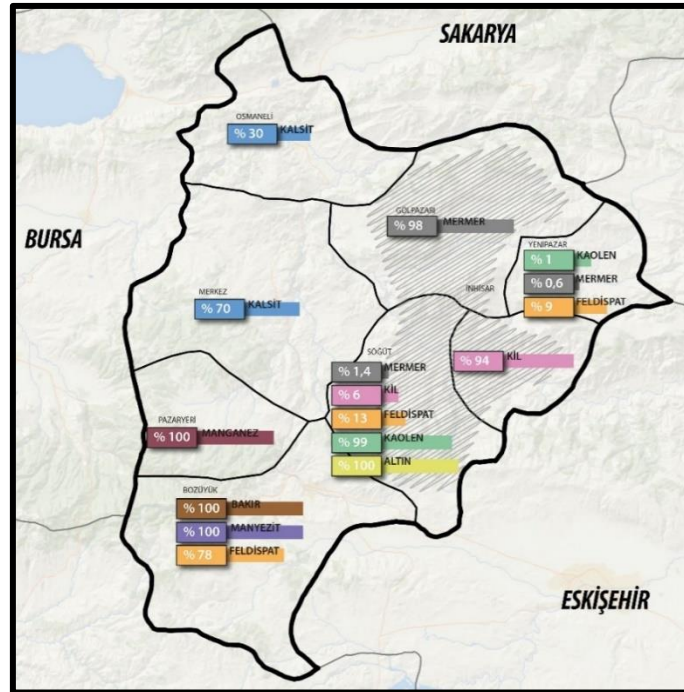 SAKARYA
OSMANELİ
% 30 KALSİT
BURSA
GÖLPAZARI
% 98 MERMER
YENİPAZAR
% 1 KAOLEN
% 0,6 MERMER
% 9 FELDİSPAT
İNHİSAR
% 94 KİL
MERKEZ
% 70 KALSİT
SÖĞÜT
% 1,4 MERMER
% 6 KİL
% 13 FELDİSPAT
% 99 KAOLEN
% 100 ALTIN
PAZARYERİ
% 100 MANGANEZ
BOZÜYÜK
% 100 BAKIR
% 100 MANYEZİT
% 78 FELDİSPAT
ESKİŞEHİR